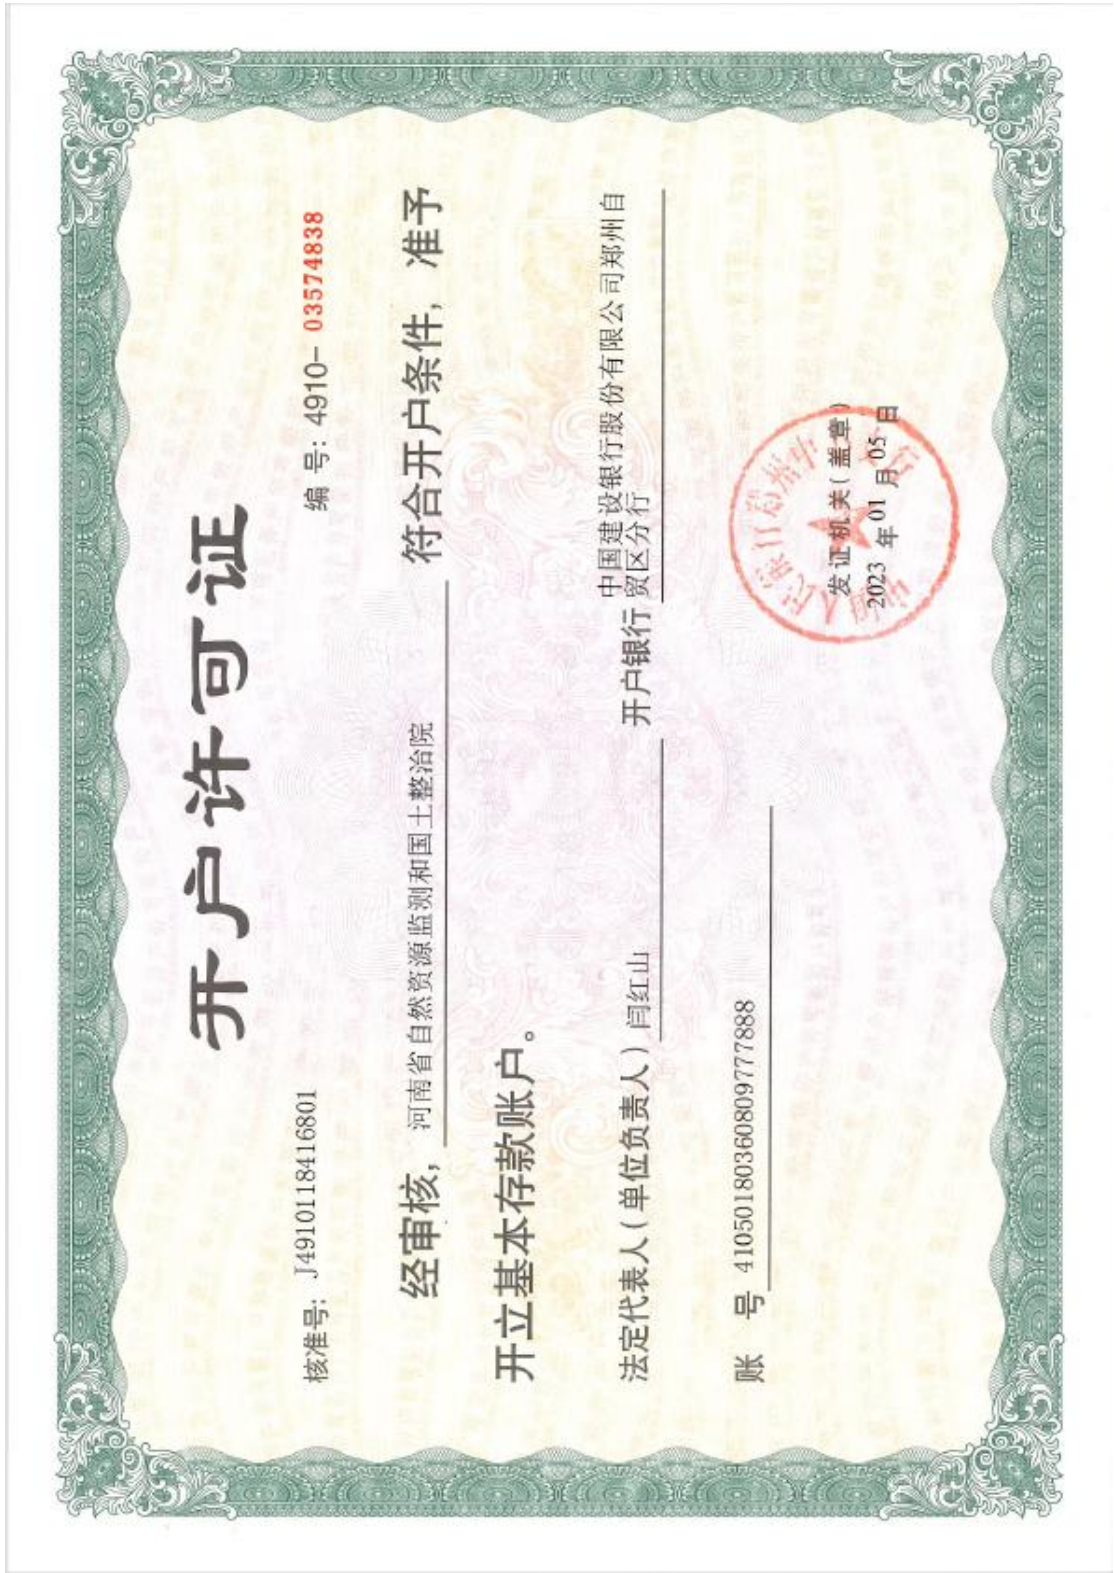 开户许可证
核准号: J4910118416801
编 号: 4910-03574838
经审核, 河南省自然资源监测和国土整治院 符合开户条件, 准予
开立基本存款账户。
法定代表人(单位负责人) 闫红山 开户银行 中国建设银行股份有限公司郑州自
贸区分行
账 号 41050180360809777888
发证机关(盖章)
2023 年 01 月 05 日